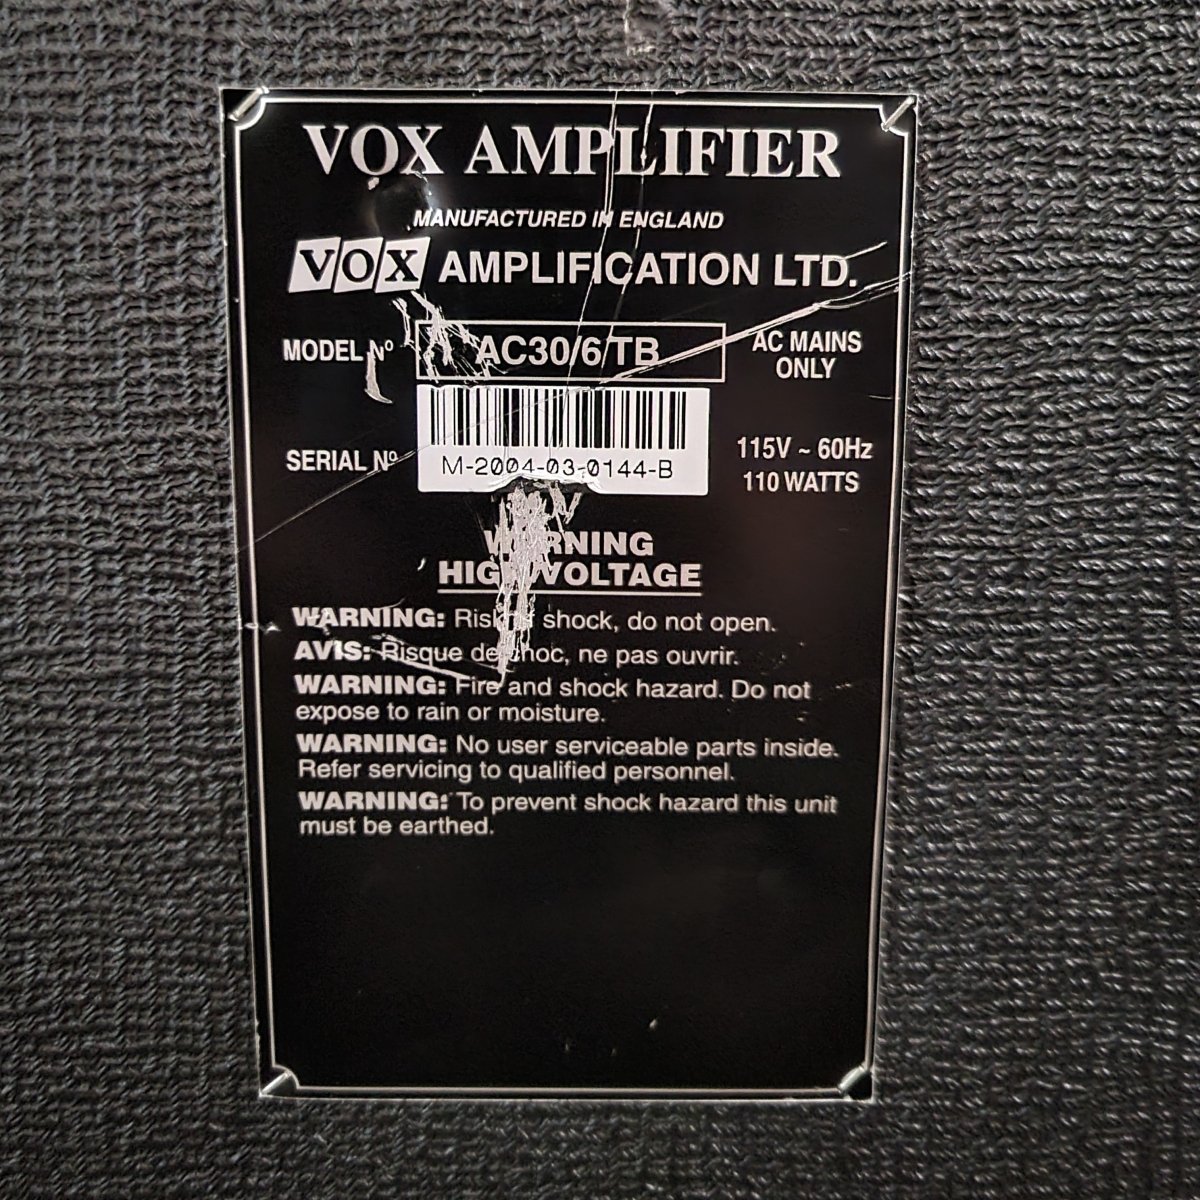 VOX AMPLIFIER
MANUFACTURED IN ENGLAND
VOX AMPLIFICATION LTD.
MODEL Nº AC30/6/TB AC MAINS
ONLY
SERIAL Nº M-2004-03-0144-B 115V ~ 60Hz
110 WATTS
WARNING
HIGH VOLTAGE
WARNING: Risk of shock, do not open.
AVIS: Risque de choc, ne pas ouvrir.
WARNING: Fire and shock hazard. Do not
expose to rain or moisture.
WARNING: No user serviceable parts inside.
Refer servicing to qualified personnel.
WARNING: To prevent shock hazard this unit
must be earthed.